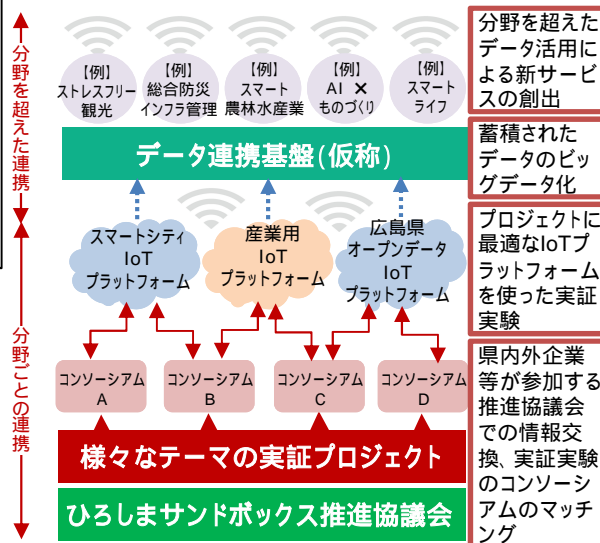 分野を超えた連携
分野ごとの連携
【例】
ストレスフリー
観光
【例】
総合防災
インフラ管理
【例】
スマート
農林水産業
【例】
AI ×
ものづくり
【例】
スマート
ライフ
データ連携基盤(仮称)
スマートシティ
IoT
プラットフォーム
産業用
IoT
プラットフォーム
広島県
オープンデータ
IoT
プラットフォーム
コンソーシアム
A
コンソーシアム
B
コンソーシアム
C
コンソーシアム
D
様々なテーマの実証プロジェクト
ひろしまサンドボックス推進協議会
分野を超えた
データ活用に
よる新サービ
スの創出
蓄積された
データのビッ
グデータ化
プロジェクトに
最適なIoTプ
ラットフォーム
を使った実証
実験
県内外企業
等が参加する
推進協議会
での情報交
換、実証実験
のコンソーシ
アムのマッチ
ング